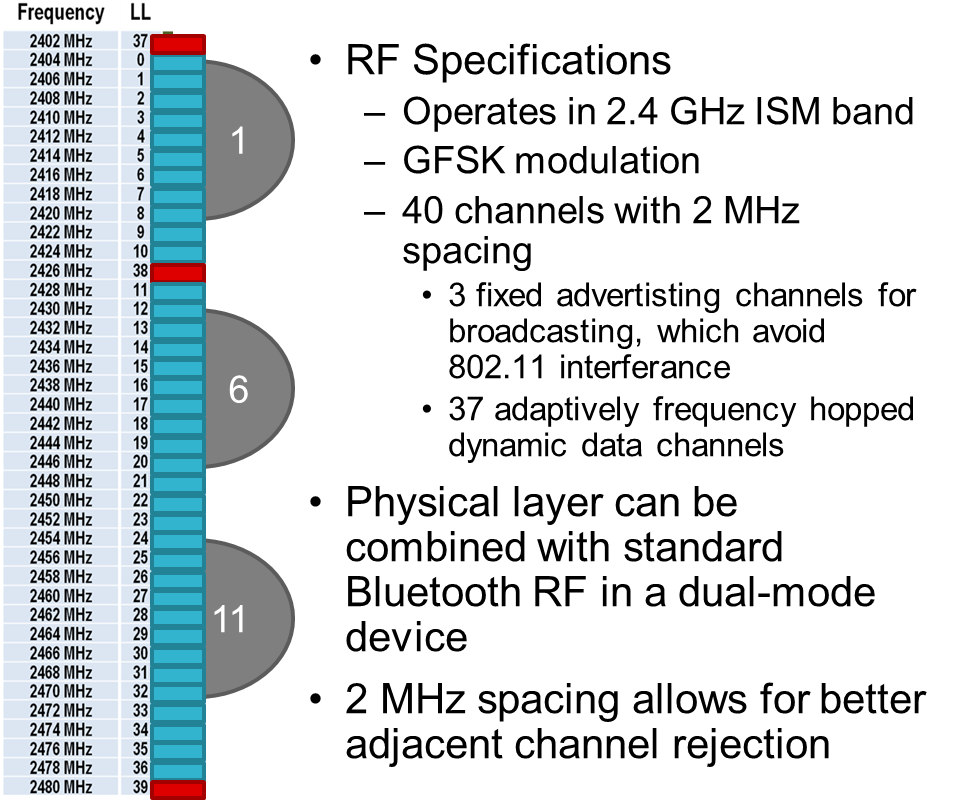 Frequency LL
2402 MHz 37
2404 MHz 0
2406 MHz 1
2408 MHz 2
2410 MHz 3
2412 MHz 4
2414 MHz 5
2416 MHz 6
2418 MHz 7
2420 MHz 8
2422 MHz 9
2424 MHz 10
2426 MHz 38
2428 MHz 11
2430 MHz 12
2432 MHz 13
2434 MHz 14
2436 MHz 15
2438 MHz 16
2440 MHz 17
2442 MHz 18
2444 MHz 19
2446 MHz 20
2448 MHz 21
2450 MHz 22
2452 MHz 23
2454 MHz 24
2456 MHz 25
2458 MHz 26
2460 MHz 27
2462 MHz 28
2464 MHz 29
2466 MHz 30
2468 MHz 31
2470 MHz 32
2472 MHz 33
2474 MHz 34
2476 MHz 35
2478 MHz 36
2480 MHz 39
1
6
11
• RF Specifications
– Operates in 2.4 GHz ISM band
– GFSK modulation
– 40 channels with 2 MHz
spacing
• 3 fixed advertisting channels for
broadcasting, which avoid
802.11 interferance
• 37 adaptively frequency hopped
dynamic data channels
• Physical layer can be
combined with standard
Bluetooth RF in a dual-mode
device
• 2 MHz spacing allows for better
adjacent channel rejection